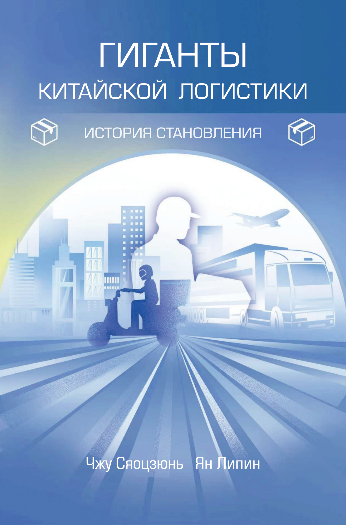 ГИГАНТЫ
КИТАЙСКОЙ ЛОГИСТИКИ
ИСТОРИЯ СТАНОВЛЕНИЯ
Чжу Сяоцзюнь Ян Липин